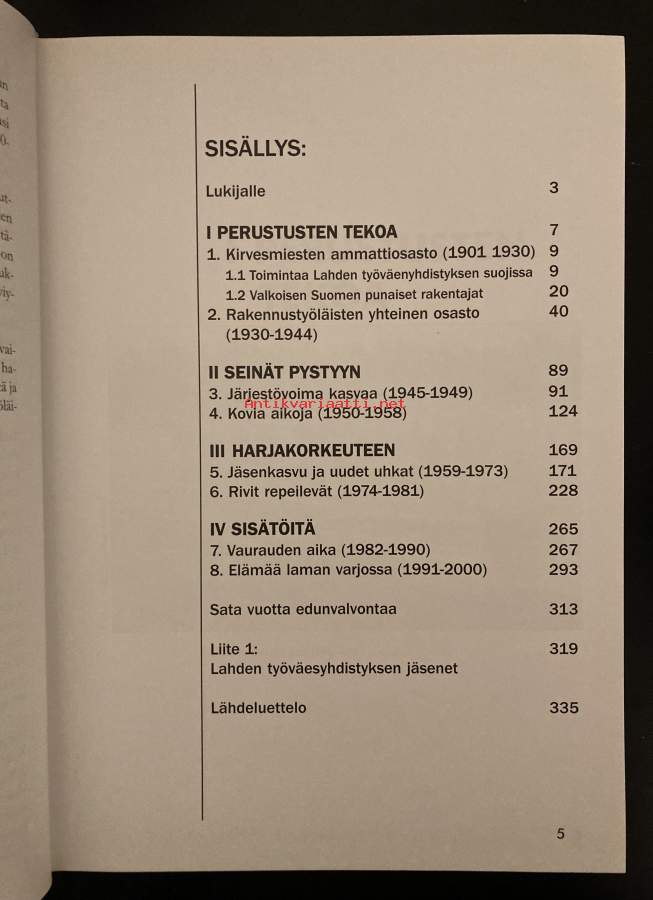 SISÄLLYS:
Lukijalle 3
I PERUSTUSTEN TEKOA 7
1. Kirvesmiesten ammattiosasto (1901 1930) 9
1.1 Toimintaa Lahden työväenyhdistyksen suojissa 9
1.2 Valkoisen Suomen punaiset rakentajat 20
2. Rakennustyöläisten yhteinen osasto 40
(1930-1944)
II SEINÄT PYSTYYN 89
3. Järjestövoima kasvaa (1945-1949) 91
Antikvariaatti.net
4. Kovia aikoja (1950-1958) 124
III HARJAKORKEUTEEN 169
5. Jäsenkasvu ja uudet uhkat (1959-1973) 171
6. Rivit repeilevät (1974-1981) 228
IV SISÄTÖITÄ 265
7. Vaurauden aika (1982-1990) 267
8. Elämää laman varjossa (1991-2000) 293
Sata vuotta edunvalvontaa 313
Liite 1: 319
Lahden työväesyhdistyksen jäsenet
Lähdeluettelo 335
5